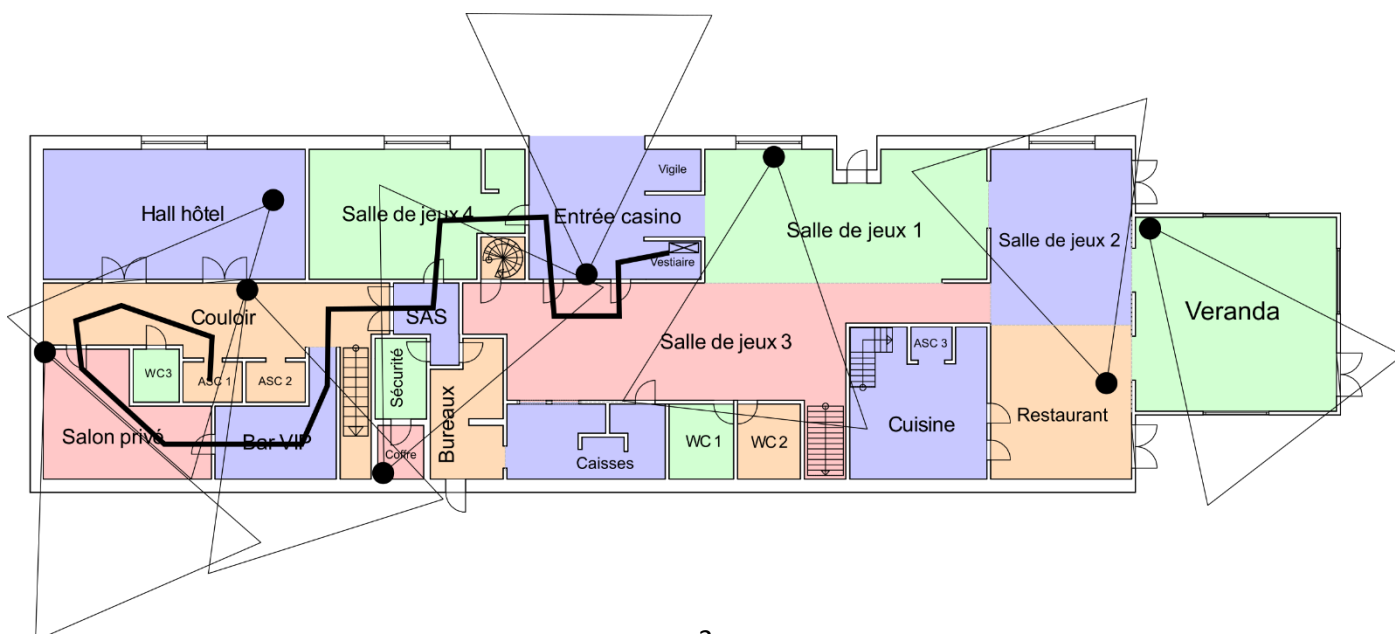 Vigile
Hall hôtel
Salle de jeux 4
Entrée casino
Salle de jeux 1
Salle de jeux 2
Vestiaire
Veranda
Couloir
SAS
Salle de jeux 3
ASC 3
WC3
ASC 1
ASC 2
Sécurité
Restaurant
Salon privé
Bar VIP
Bureaux
Cuisine
Coffre
Caisses
WC 1
WC 2